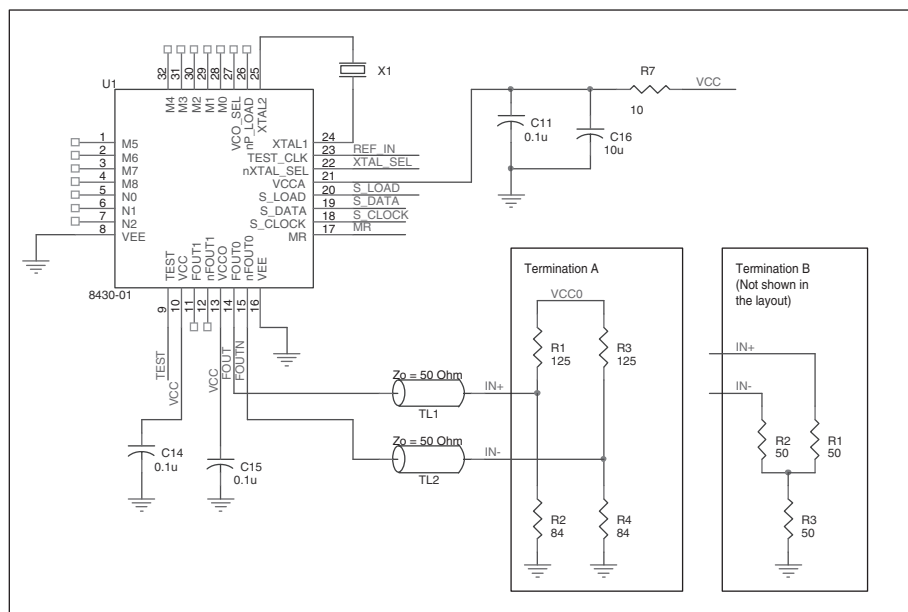 U1
32
31
30
29
28
27
26
25
M4
M3
M2
M1
M0
VCO_SEL
nP_LOAD
XTAL2
X1
R7
10
VCC
C11
0.1u
C16
10u
1
2
3
4
5
6
7
8
M5
M6
M7
M8
N0
N1
N2
VEE
XTAL1
TEST_CLK
nXTAL_SEL
VCCA
S_LOAD
S_DATA
S_CLOCK
MR
24
23
22
21
20
19
18
17
REF_IN
XTAL_SEL
S_LOAD
S_DATA
S_CLOCK
MR
TEST
VCC
FOUT1
nFOUT1
VCCO
FOUT0
nFOUT0
VEE
8430-01
9
10
11
12
13
14
15
16
TEST
VCC
VCC
FOUT
FOUTN
C14
0.1u
C15
0.1u
Zo = 50 Ohm
TL1
Zo = 50 Ohm
TL2
IN+
IN-
Termination A
VCC0
R1
125
R3
125
R2
84
R4
84
Termination B
(Not shown in
the layout)
IN+
IN-
R2
50
R1
50
R3
50